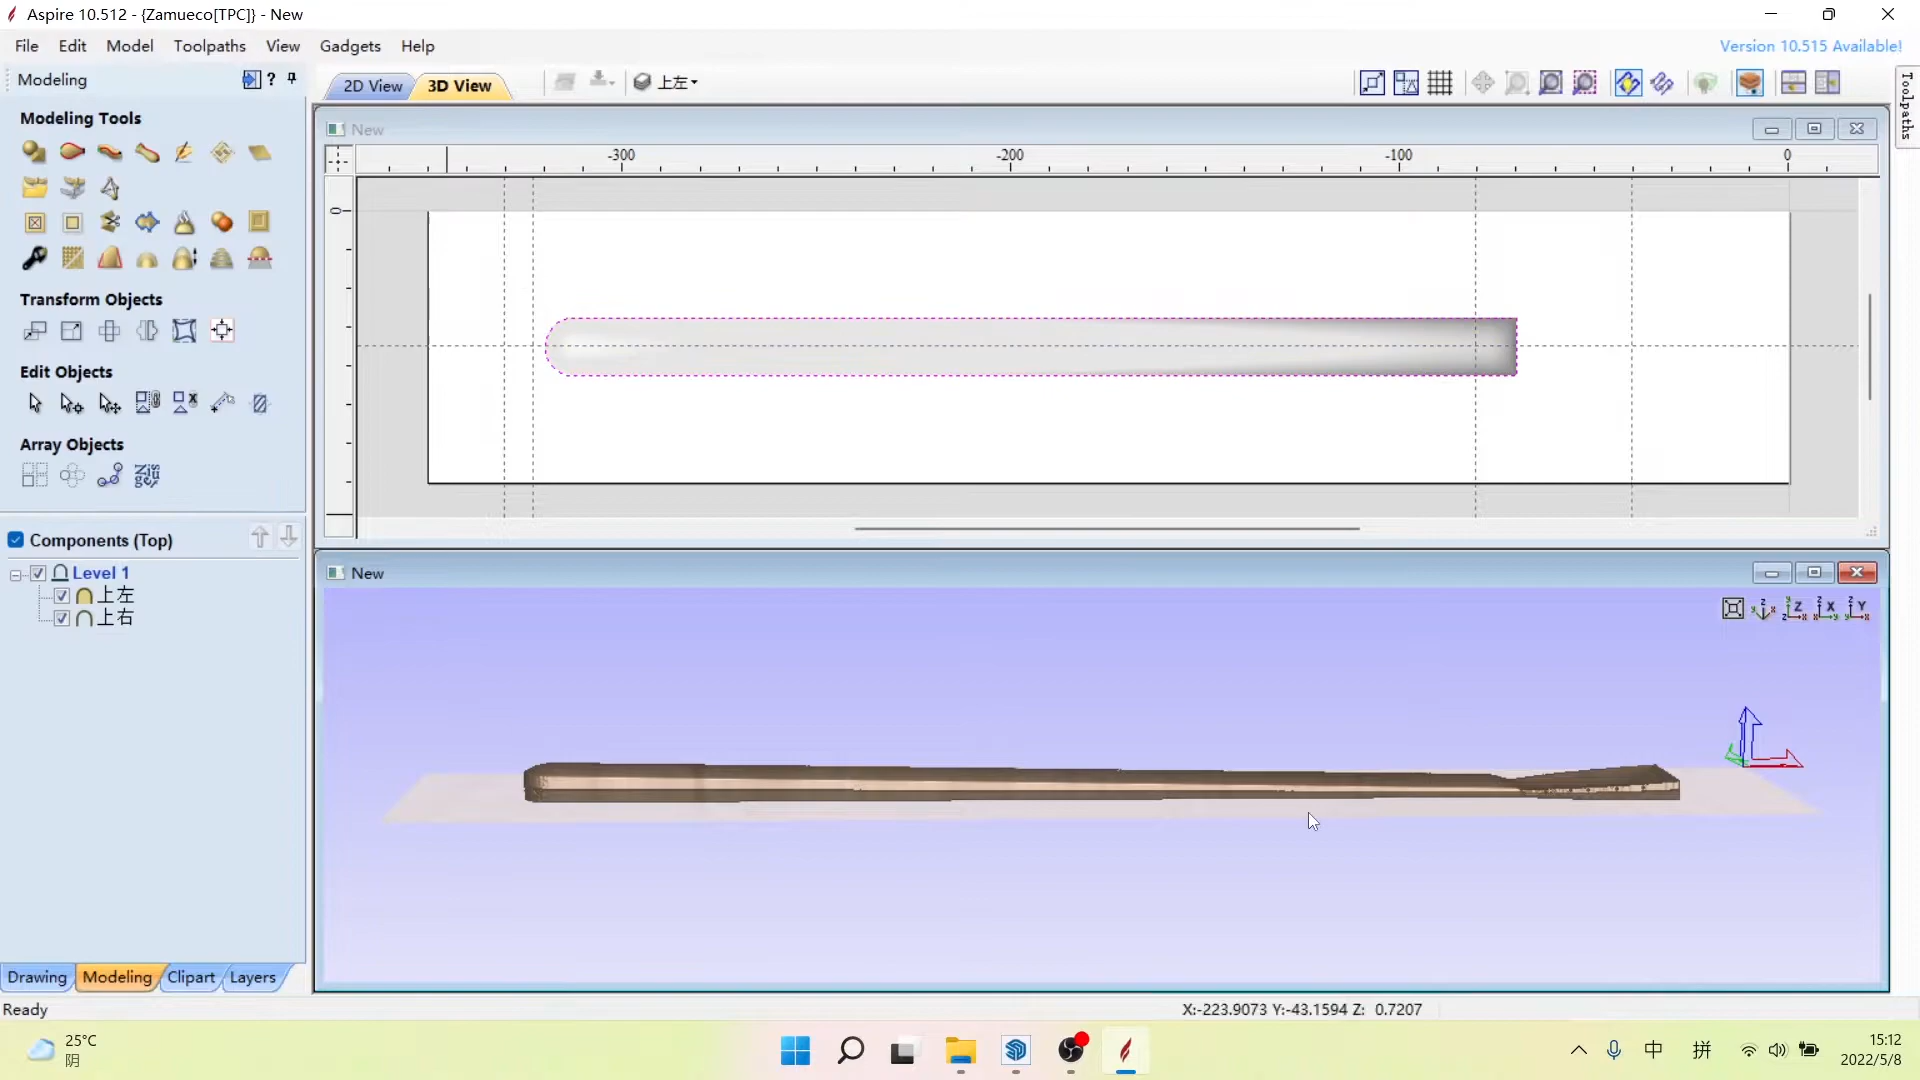 Aspire 10.512 - {Zamueco[TPC]} - New
File Edit Model Toolpaths View Gadgets Help
Version 10.515 Available!
Modeling
?
2D View
3D View
上左
Toolpaths
Modeling Tools
New
-300 -200 -100 0
0
Transform Objects
Edit Objects
Array Objects
Components (Top)
Level 1
上左
上右
New
Drawing Modeling Clipart Layers
Ready
X:-223.9073 Y:-43.1594 Z: 0.7207
25°C
阴
中
拼
15:12
2022/5/8